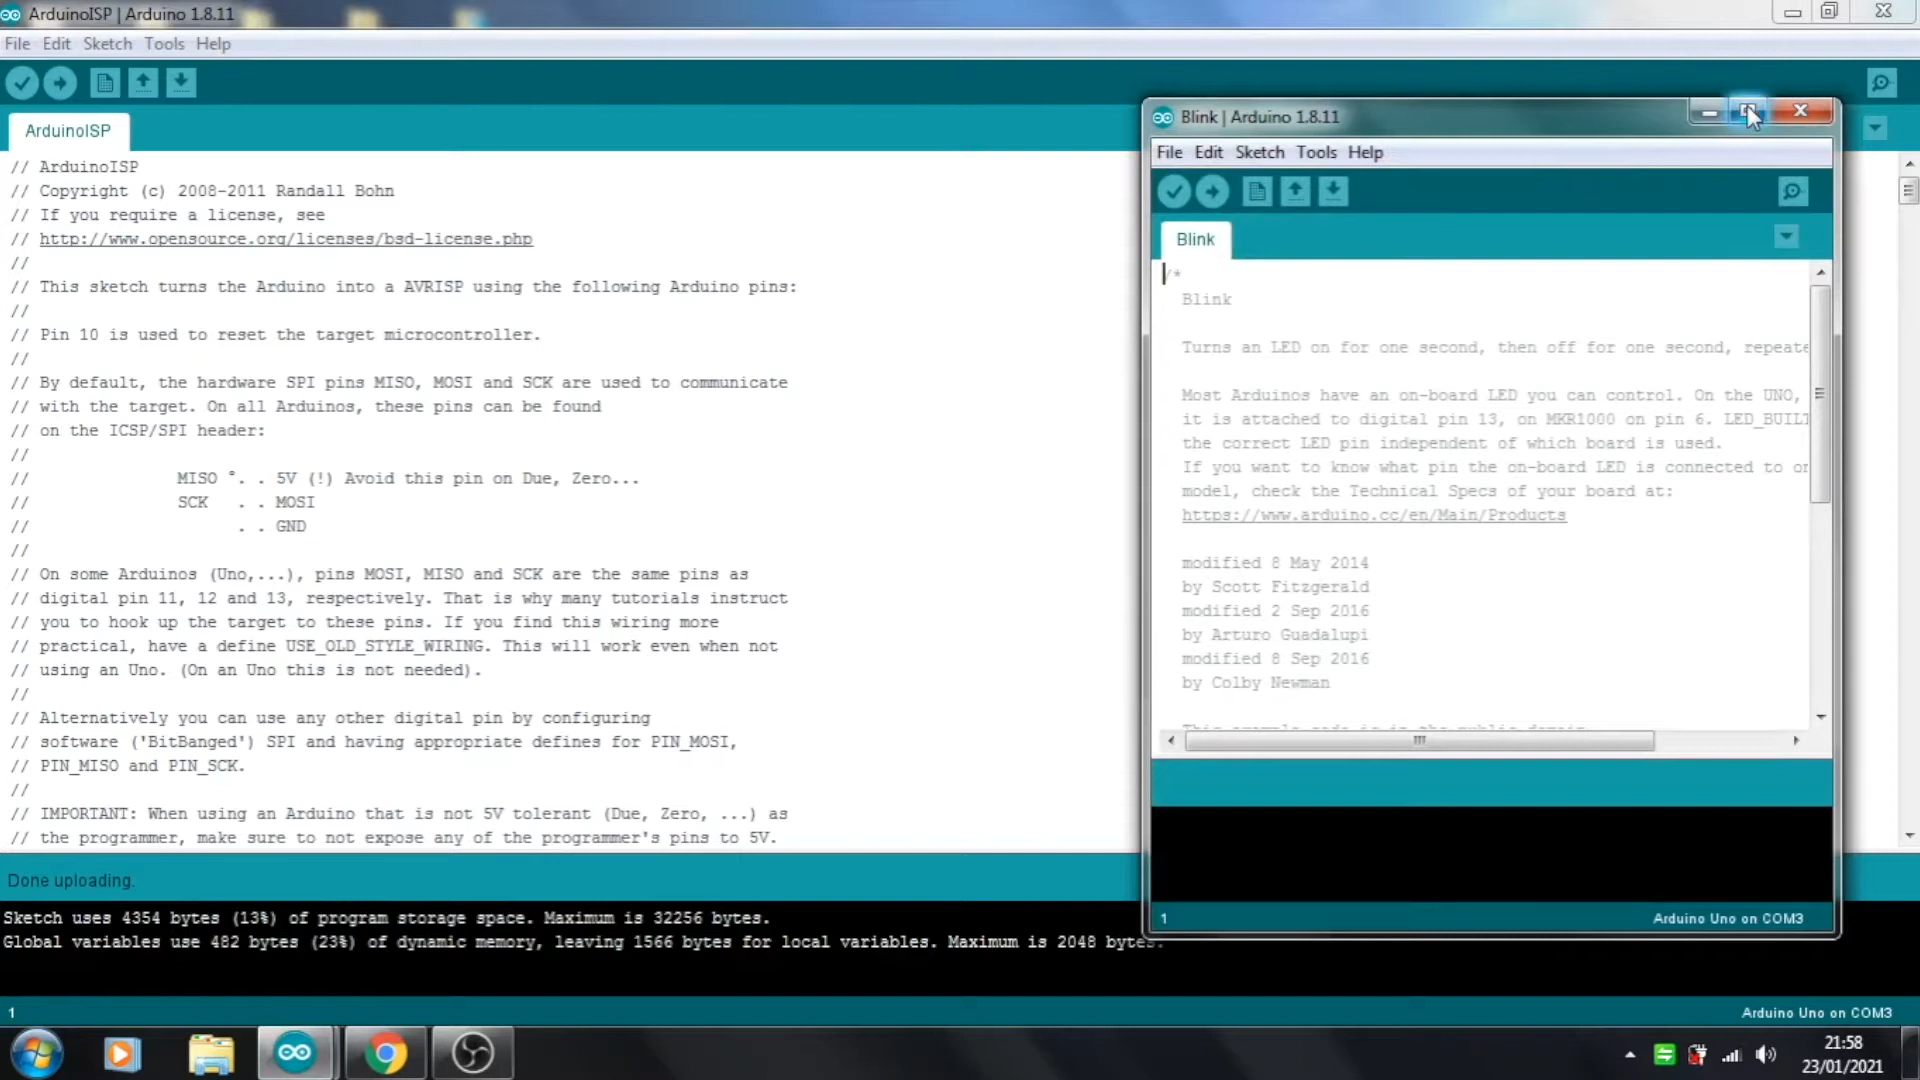 ArduinoISP | Arduino 1.8.11
File Edit Sketch Tools Help
ArduinoISP
// ArduinoISP
// Copyright (c) 2008-2011 Randall Bohn
// If you require a license, see
// http://www.opensource.org/licenses/bsd-license.php
//
// This sketch turns the Arduino into a AVRISP using the following Arduino pins:
//
// Pin 10 is used to reset the target microcontroller.
//
// By default, the hardware SPI pins MISO, MOSI and SCK are used to communicate
// with the target. On all Arduinos, these pins can be found
// on the ICSP/SPI header:
//
// MISO °. . 5V (!) Avoid this pin on Due, Zero...
// SCK . . MOSI
// . . GND
//
// On some Arduinos (Uno,...), pins MOSI, MISO and SCK are the same pins as
// digital pin 11, 12 and 13, respectively. That is why many tutorials instruct
// you to hook up the target to these pins. If you find this wiring more
// practical, have a define USE_OLD_STYLE_WIRING. This will work even when not
// using an Uno. (On an Uno this is not needed).
//
// Alternatively you can use any other digital pin by configuring
// software ('BitBanged') SPI and having appropriate defines for PIN_MOSI,
// PIN_MISO and PIN_SCK.
//
// IMPORTANT: When using an Arduino that is not 5V tolerant (Due, Zero, ...) as
// the programmer, make sure to not expose any of the programmer's pins to 5V.
Done uploading.
Sketch uses 4354 bytes (13%) of program storage space. Maximum is 32256 bytes.
Global variables use 482 bytes (23%) of dynamic memory, leaving 1566 bytes for local variables. Maximum is 2048 bytes.
1
Arduino Uno on COM3
Blink | Arduino 1.8.11
File Edit Sketch Tools Help
Blink
/*
Blink
Turns an LED on for one second, then off for one second, repeate
Most Arduinos have an on-board LED you can control. On the UNO,
it is attached to digital pin 13, on MKR1000 on pin 6. LED_BUILT
the correct LED pin independent of which board is used.
If you want to know what pin the on-board LED is connected to on
model, check the Technical Specs of your board at:
https://www.arduino.cc/en/Main/Products
modified 8 May 2014
by Scott Fitzgerald
modified 2 Sep 2016
by Arturo Guadalupi
modified 8 Sep 2016
by Colby Newman
This example code is in the public domain
1
Arduino Uno on COM3
21:58
23/01/2021